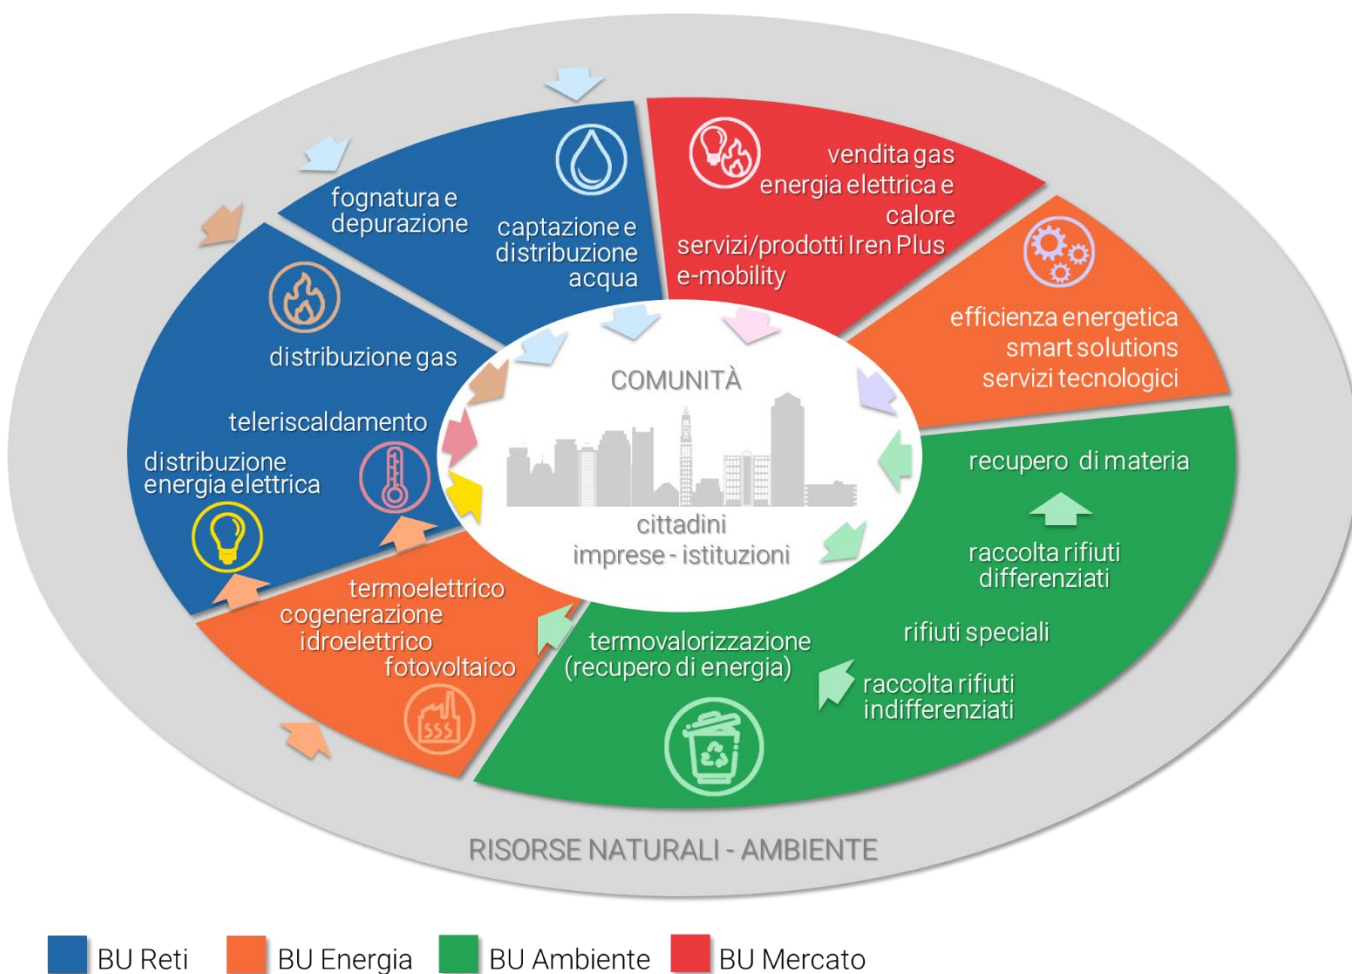 fognatura e
depurazione
captazione e
distribuzione
acqua
vendita gas
energia elettrica e
calore
servizi/prodotti Iren Plus
e-mobility
efficienza energetica
smart solutions
servizi tecnologici
distribuzione gas
teleriscaldamento
distribuzione
energia elettrica
COMUNITÀ
cittadini
imprese - istituzioni
recupero di materia
raccolta rifiuti
differenziati
rifiuti speciali
raccolta rifiuti
indifferenziati
termovalorizzazione
(recupero di energia)
termoelettrico
cogenerazione
idroelettrico
fotovoltaico
RISORSE NATURALI - AMBIENTE
BU Reti
BU Energia
BU Ambiente
BU Mercato